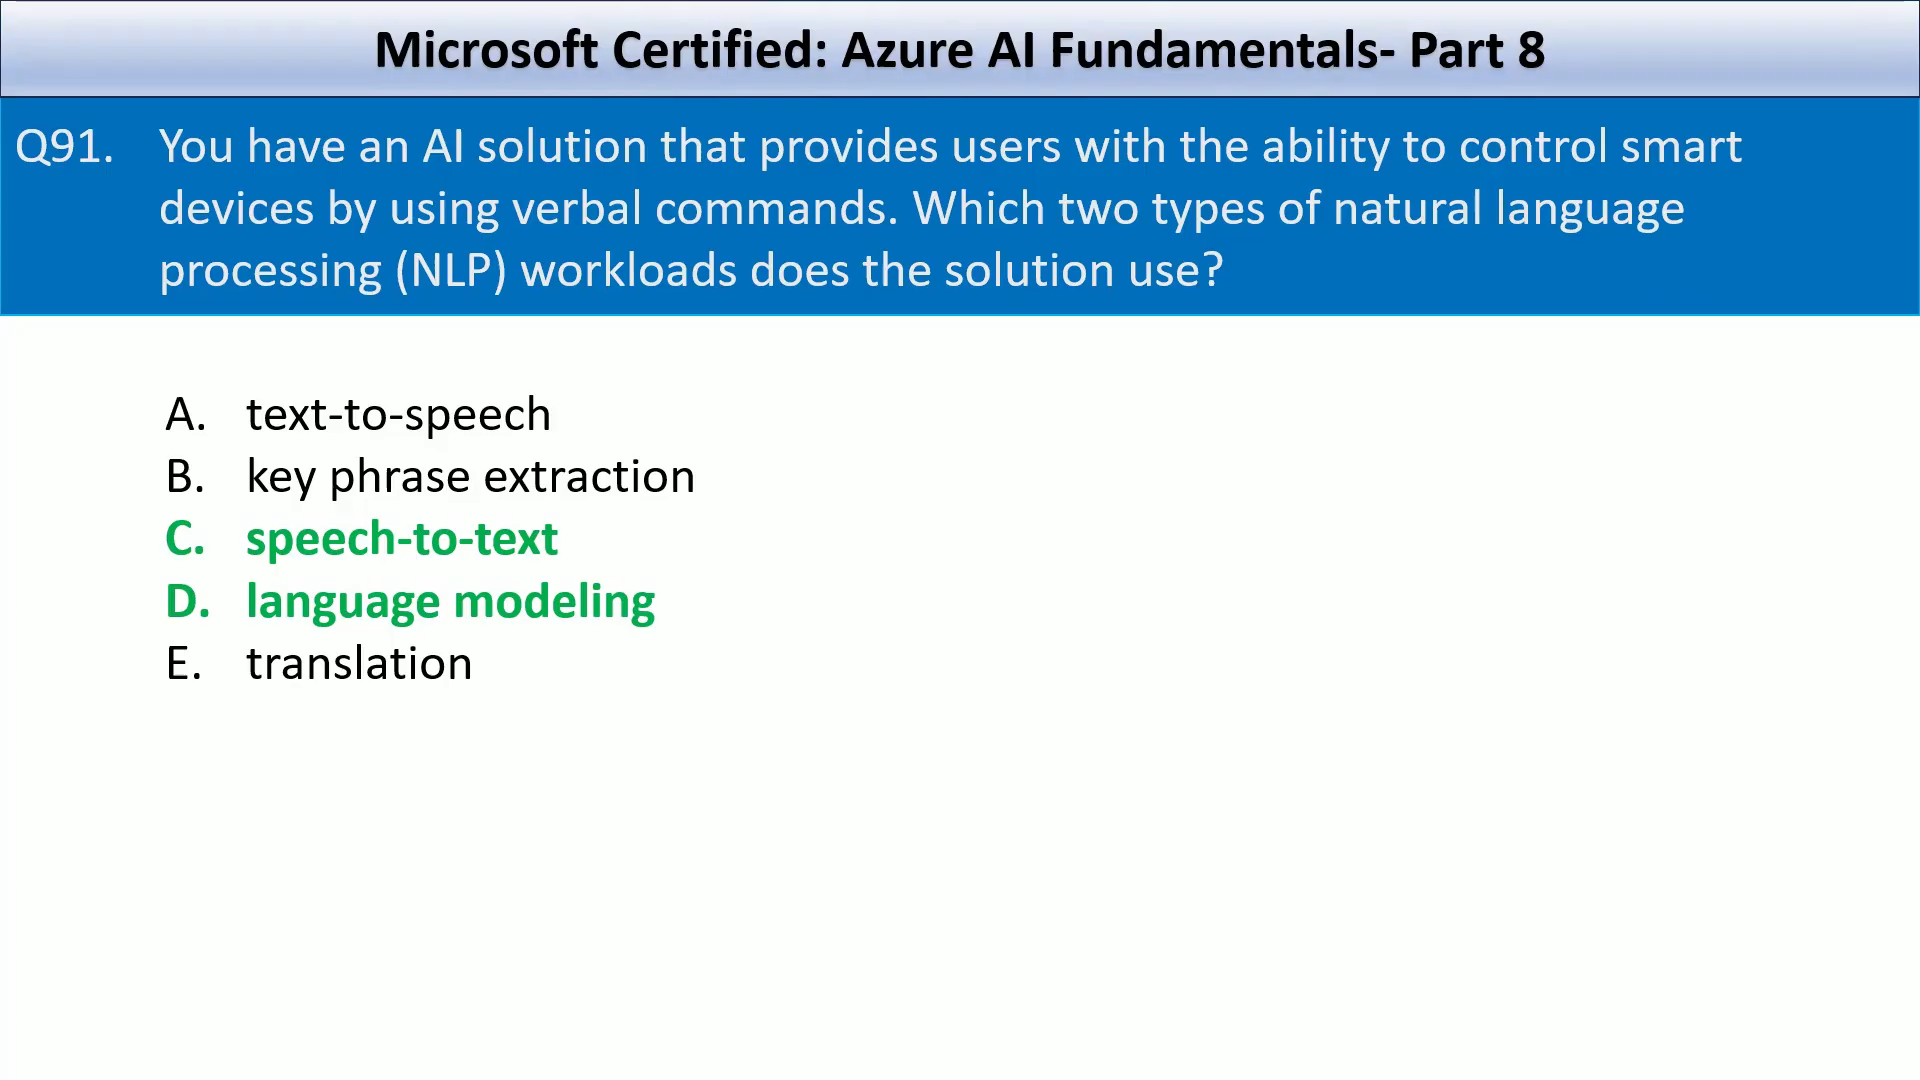 Microsoft Certified: Azure AI Fundamentals- Part 8
Q91. You have an AI solution that provides users with the ability to control smart
devices by using verbal commands. Which two types of natural language
processing (NLP) workloads does the solution use?
A. text-to-speech
B. key phrase extraction
C. speech-to-text
D. language modeling
E. translation